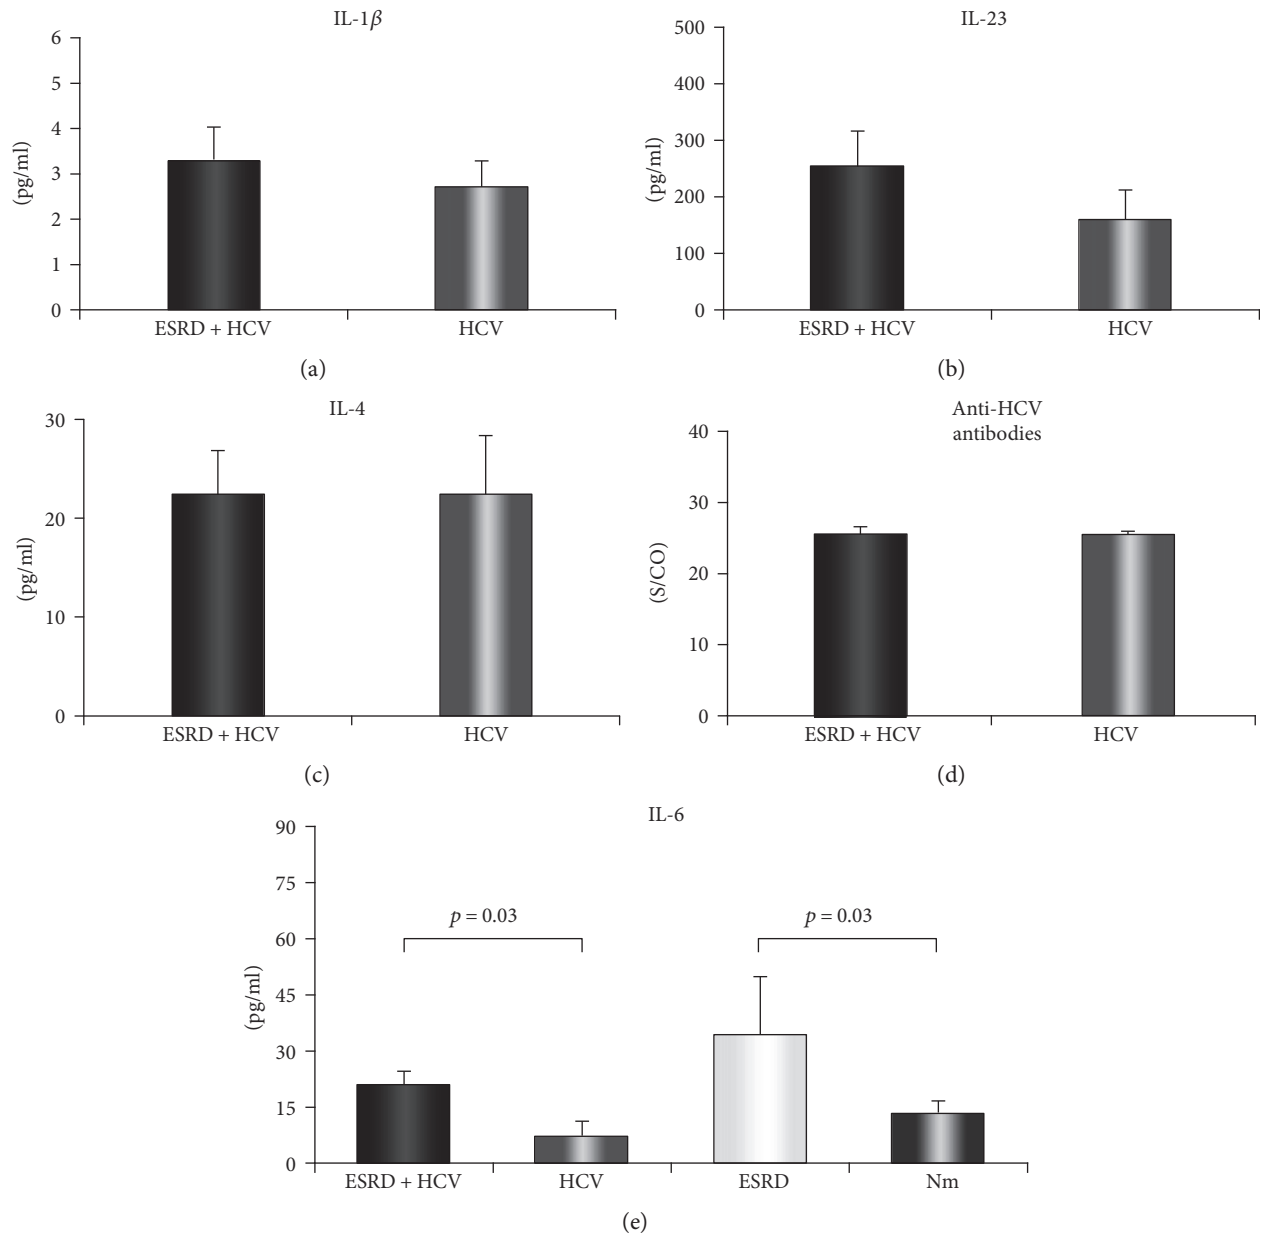 IL-1β
6
5
4
3
2
1
0
(pg/ml)
ESRD + HCV HCV
(a)
IL-23
500
400
300
200
100
0
(pg/ml)
ESRD + HCV HCV
(b)
IL-4
30
20
10
0
(pg/ml)
ESRD + HCV HCV
(c)
Anti-HCV
antibodies
40
30
20
10
0
(S/CO)
ESRD + HCV HCV
(d)
IL-6
90
75
60
45
30
15
0
(pg/ml)
p = 0.03 p = 0.03
ESRD + HCV HCV ESRD Nm
(e)